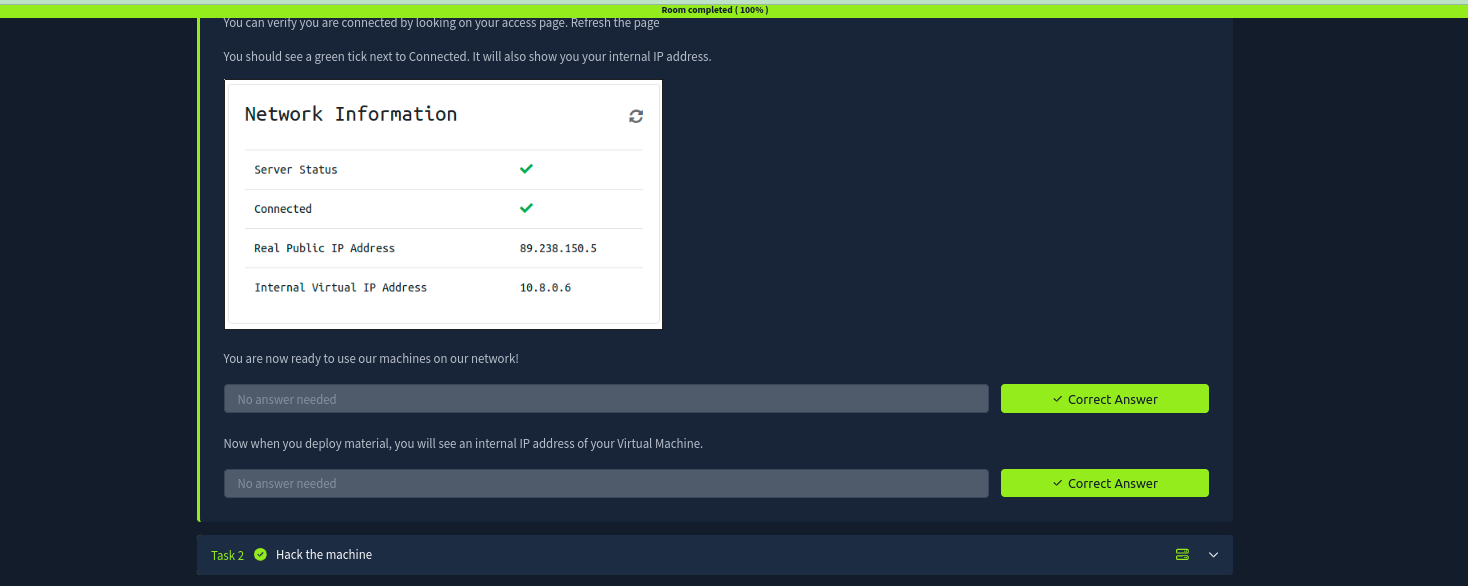 Room completed ( 100% )
You can verify you are connected by looking on your access page. Refresh the page
You should see a green tick next to Connected. It will also show you your internal IP address.
Network Information
Server Status
Connected
Real Public IP Address 89.238.150.5
Internal Virtual IP Address 10.8.0.6
You are now ready to use our machines on our network!
No answer needed Correct Answer
Now when you deploy material, you will see an internal IP address of your Virtual Machine.
No answer needed Correct Answer
Task 2 Hack the machine